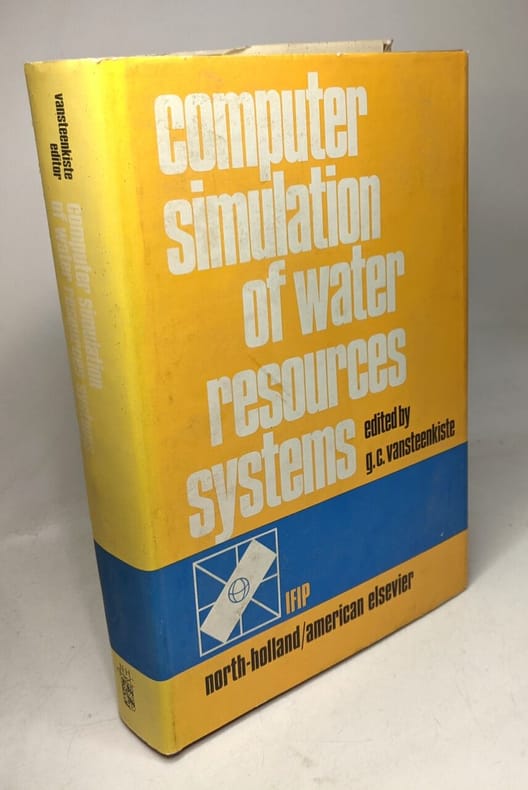 computer
simulation
of water
resources
systems
edited by
g.c. vansteenkiste
IFIP
north-holland/american elsevier
vansteenkiste
editor
computer simulation
of water resources systems